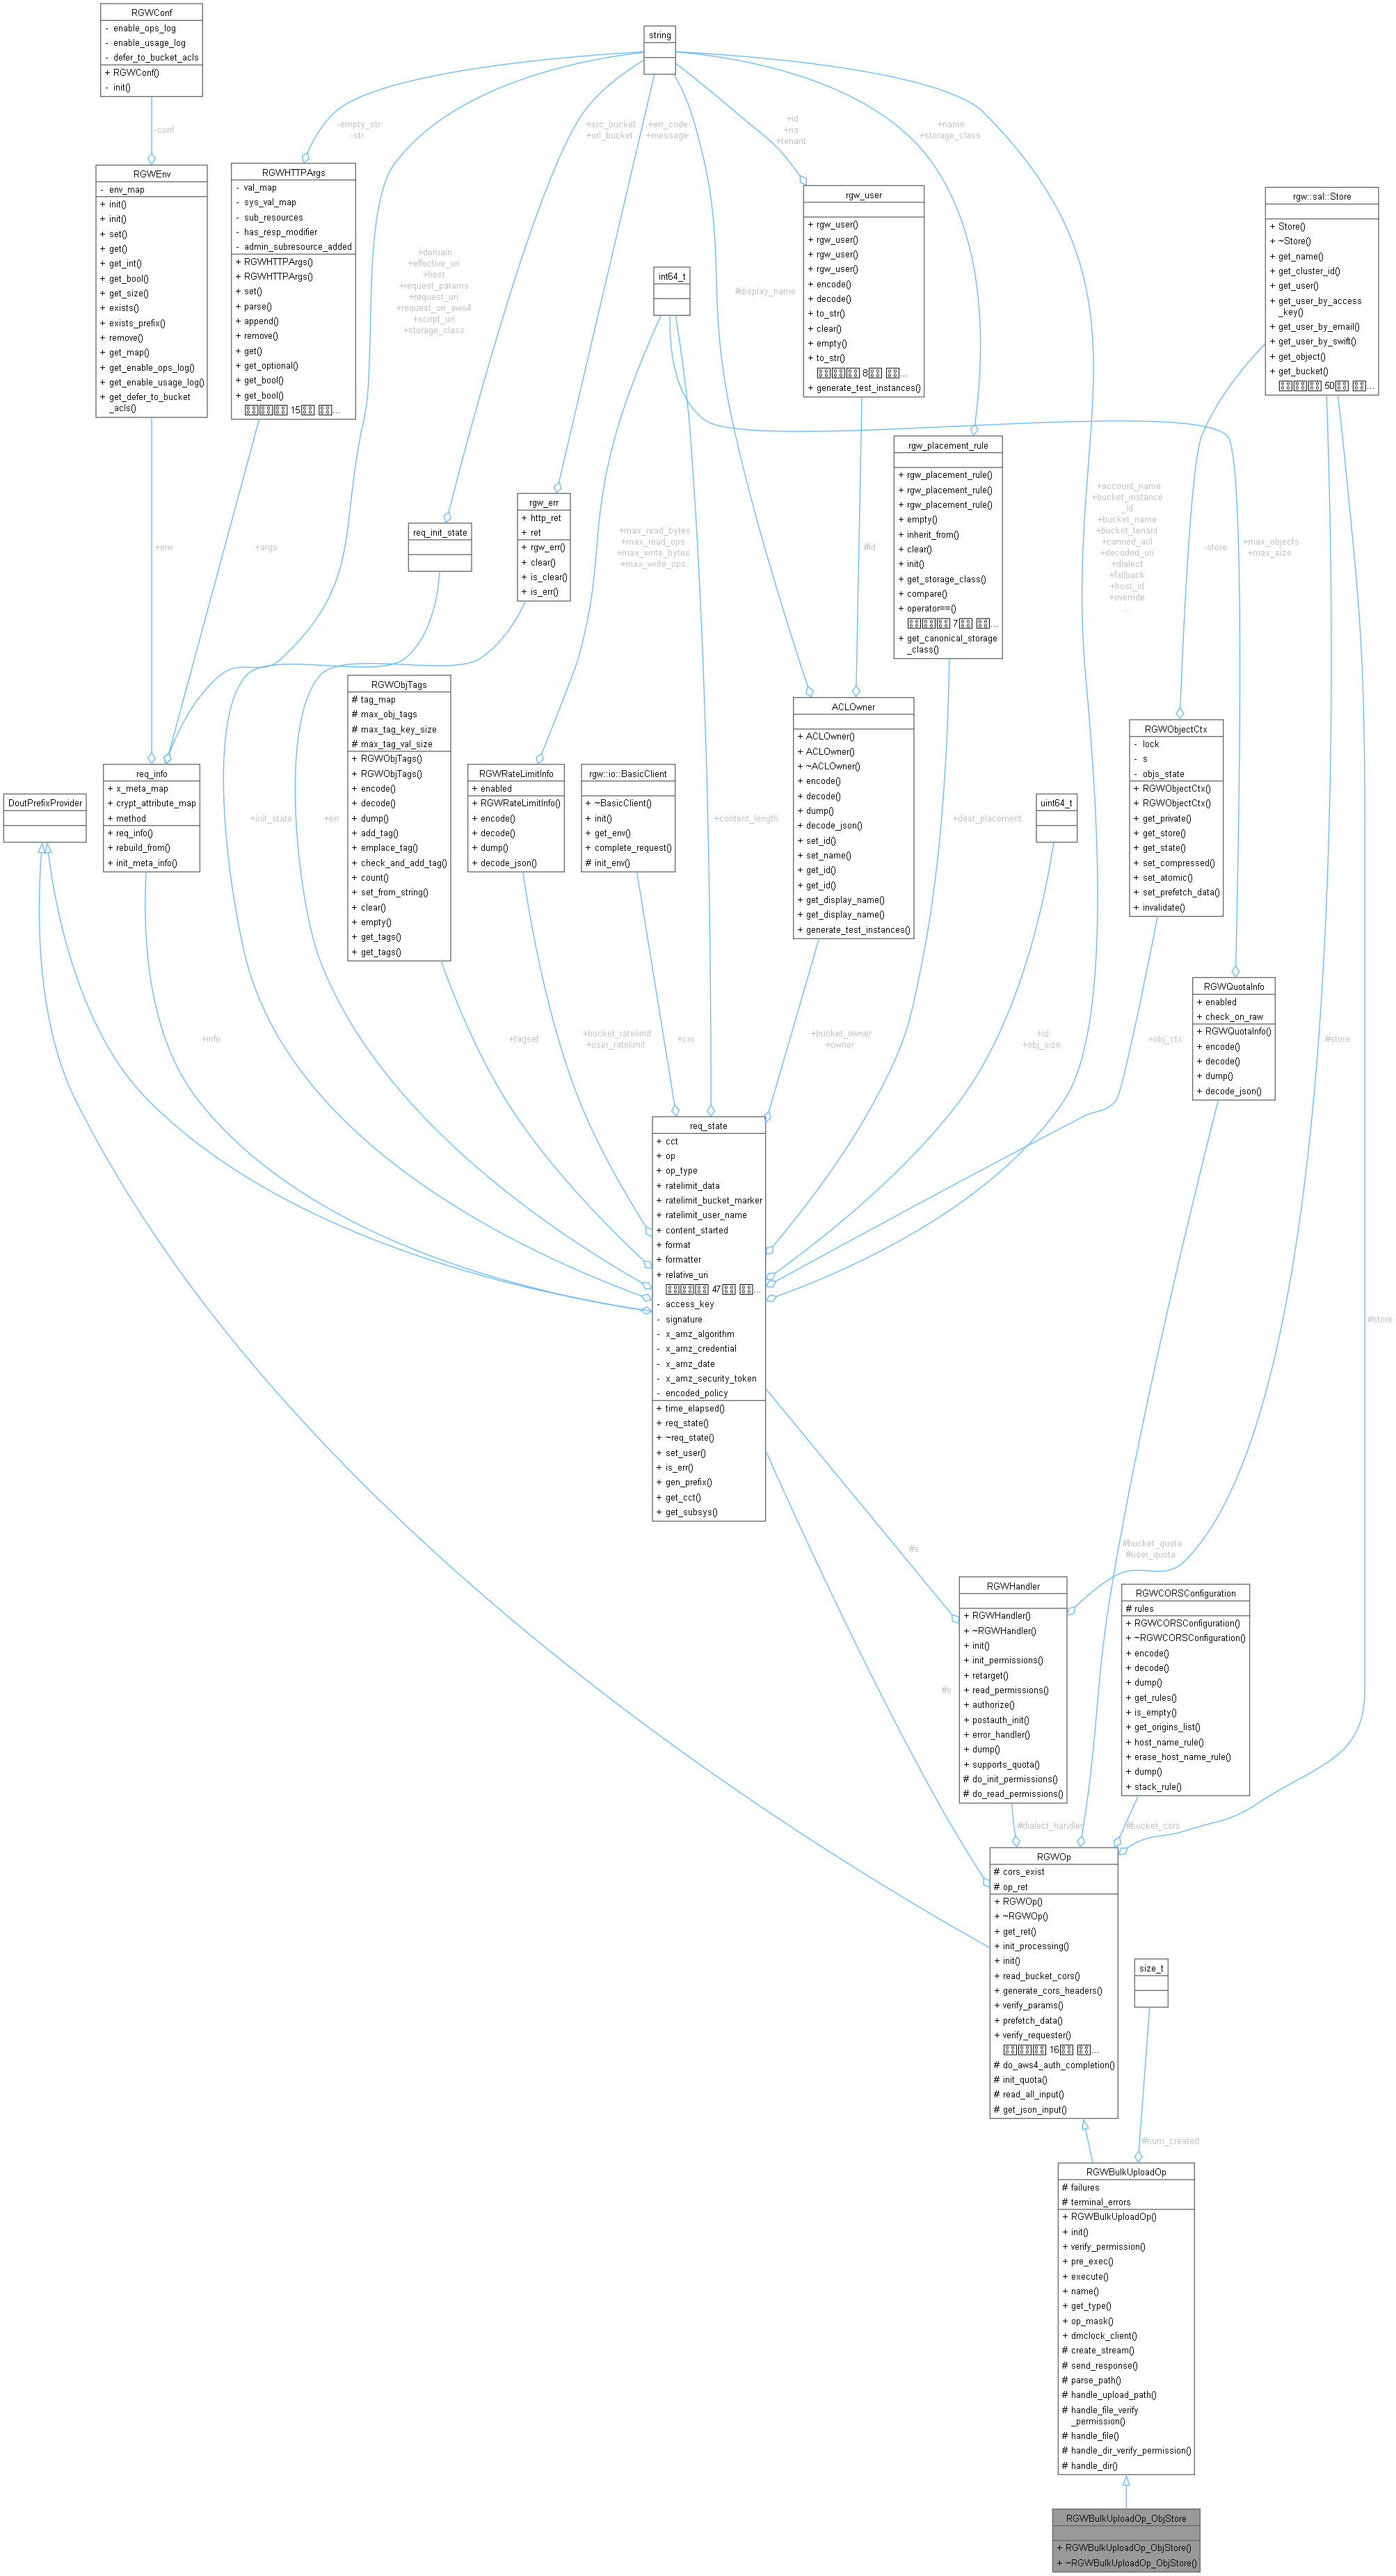 RGWConf
- enable_ops_log
- enable_usage_log
- defer_to_bucket_acls
+ RGWConf()
- init()
string
-conf
-empty_str
-str
+src_bucket
+url_bucket
+err_code
+message
+id
+ns
+tenant
+name
+storage_class
RGWEnv
- env_map
+ init()
+ init()
+ set()
+ get()
+ get_int()
+ get_bool()
+ get_size()
+ exists()
+ exists_prefix()
+ remove()
+ get_map()
+ get_enable_ops_log()
+ get_enable_usage_log()
+ get_defer_to_bucket
_acls()
RGWHTTPArgs
- val_map
- sys_val_map
- sub_resources
- has_resp_modifier
- admin_subresource_added
+ RGWHTTPArgs()
+ RGWHTTPArgs()
+ set()
+ parse()
+ append()
+ remove()
+ get()
+ get_optional()
+ get_bool()
+ get_bool()
15 ...
+domain
+effective_uri
+host
+request_params
+request_uri
+request_uri_aws4
+script_uri
+storage_class
int64_t
#display_name
rgw_user
+ rgw_user()
+ rgw_user()
+ rgw_user()
+ rgw_user()
+ encode()
+ decode()
+ to_str()
+ clear()
+ empty()
+ to_str()
8 ...
+ generate_test_instances()
rgw::sal::Store
+ Store()
+ ~Store()
+ get_name()
+ get_cluster_id()
+ get_user()
+ get_user_by_access
_key()
+ get_user_by_email()
+ get_user_by_swift()
+ get_object()
+ get_bucket()
50 ...
rgw_placement_rule
+ rgw_placement_rule()
+ rgw_placement_rule()
+ rgw_placement_rule()
+ empty()
+ inherit_from()
+ clear()
+ init()
+ get_storage_class()
+ compare()
+ operator==()
7 ...
+ get_canonical_storage
_class()
+env
+args
req_init_state
rgw_err
+ http_ret
+ ret
+ rgw_err()
+ clear()
+ is_clear()
+ is_err()
+max_read_bytes
+max_read_ops
+max_write_bytes
+max_write_ops
#id
+account_name
+bucket_instance
_id
+bucket_name
+bucket_tenant
+canned_acl
+decoded_uri
+dialect
+fallback
+host_id
+override
...
-store
+max_objects
+max_size
RGWObjTags
# tag_map
# max_obj_tags
# max_tag_key_size
# max_tag_val_size
+ RGWObjTags()
+ RGWObjTags()
+ encode()
+ decode()
+ dump()
+ add_tag()
+ emplace_tag()
+ check_and_add_tag()
+ count()
+ set_from_string()
+ clear()
+ empty()
+ get_tags()
+ get_tags()
ACLOwner
+ ACLOwner()
+ ACLOwner()
+ ~ACLOwner()
+ encode()
+ decode()
+ dump()
+ decode_json()
+ set_id()
+ set_name()
+ get_id()
+ get_id()
+ get_display_name()
+ get_display_name()
+ generate_test_instances()
RGWObjectCtx
- lock
- s
- objs_state
+ RGWObjectCtx()
+ RGWObjectCtx()
+ get_private()
+ get_store()
+ get_state()
+ set_compressed()
+ set_atomic()
+ set_prefetch_data()
+ invalidate()
DoutPrefixProvider
req_info
+ x_meta_map
+ crypt_attribute_map
+ method
+ req_info()
+ rebuild_from()
+ init_meta_info()
+init_state
+err
RGWRateLimitInfo
+ enabled
+ RGWRateLimitInfo()
+ encode()
+ decode()
+ dump()
+ decode_json()
rgw::io::BasicClient
+ ~BasicClient()
+ init()
+ get_env()
+ complete_request()
# init_env()
+content_length
+dest_placement
uint64_t
RGWQuotaInfo
+ enabled
+ check_on_raw
+ RGWQuotaInfo()
+ encode()
+ decode()
+ dump()
+ decode_json()
+info
+tagset
+bucket_ratelimit
+user_ratelimit
+cio
+bucket_owner
+owner
+id
+obj_size
+obj_ctx
#store
req_state
+ cct
+ op
+ op_type
+ ratelimit_data
+ ratelimit_bucket_marker
+ ratelimit_user_name
+ content_started
+ format
+ formatter
+ relative_uri
47 ...
- access_key
- signature
- x_amz_algorithm
- x_amz_credential
- x_amz_date
- x_amz_security_token
- encoded_policy
+ time_elapsed()
+ req_state()
+ ~req_state()
+ set_user()
+ is_err()
+ gen_prefix()
+ get_cct()
+ get_subsys()
#store
#s
#bucket_quota
#user_quota
RGWHandler
+ RGWHandler()
+ ~RGWHandler()
+ init()
+ init_permissions()
+ retarget()
+ read_permissions()
+ authorize()
+ postauth_init()
+ error_handler()
+ dump()
+ supports_quota()
# do_init_permissions()
# do_read_permissions()
RGWCORSConfiguration
# rules
+ RGWCORSConfiguration()
+ ~RGWCORSConfiguration()
+ encode()
+ decode()
+ dump()
+ get_rules()
+ is_empty()
+ get_origins_list()
+ host_name_rule()
+ erase_host_name_rule()
+ dump()
+ stack_rule()
#s
#dialect_handler
#bucket_cors
RGWOp
# cors_exist
# op_ret
+ RGWOp()
+ ~RGWOp()
+ get_ret()
+ init_processing()
+ init()
+ read_bucket_cors()
+ generate_cors_headers()
+ verify_params()
+ prefetch_data()
+ verify_requester()
16 ...
# do_aws4_auth_completion()
# init_quota()
# read_all_input()
# get_json_input()
size_t
#num_created
RGWBulkUploadOp
# failures
# terminal_errors
+ RGWBulkUploadOp()
+ init()
+ verify_permission()
+ pre_exec()
+ execute()
+ name()
+ get_type()
+ op_mask()
+ dmclock_client()
# create_stream()
# send_response()
# parse_path()
# handle_upload_path()
# handle_file_verify
_permission()
# handle_file()
# handle_dir_verify_permission()
# handle_dir()
RGWBulkUploadOp_ObjStore
+ RGWBulkUploadOp_ObjStore()
+ ~RGWBulkUploadOp_ObjStore()